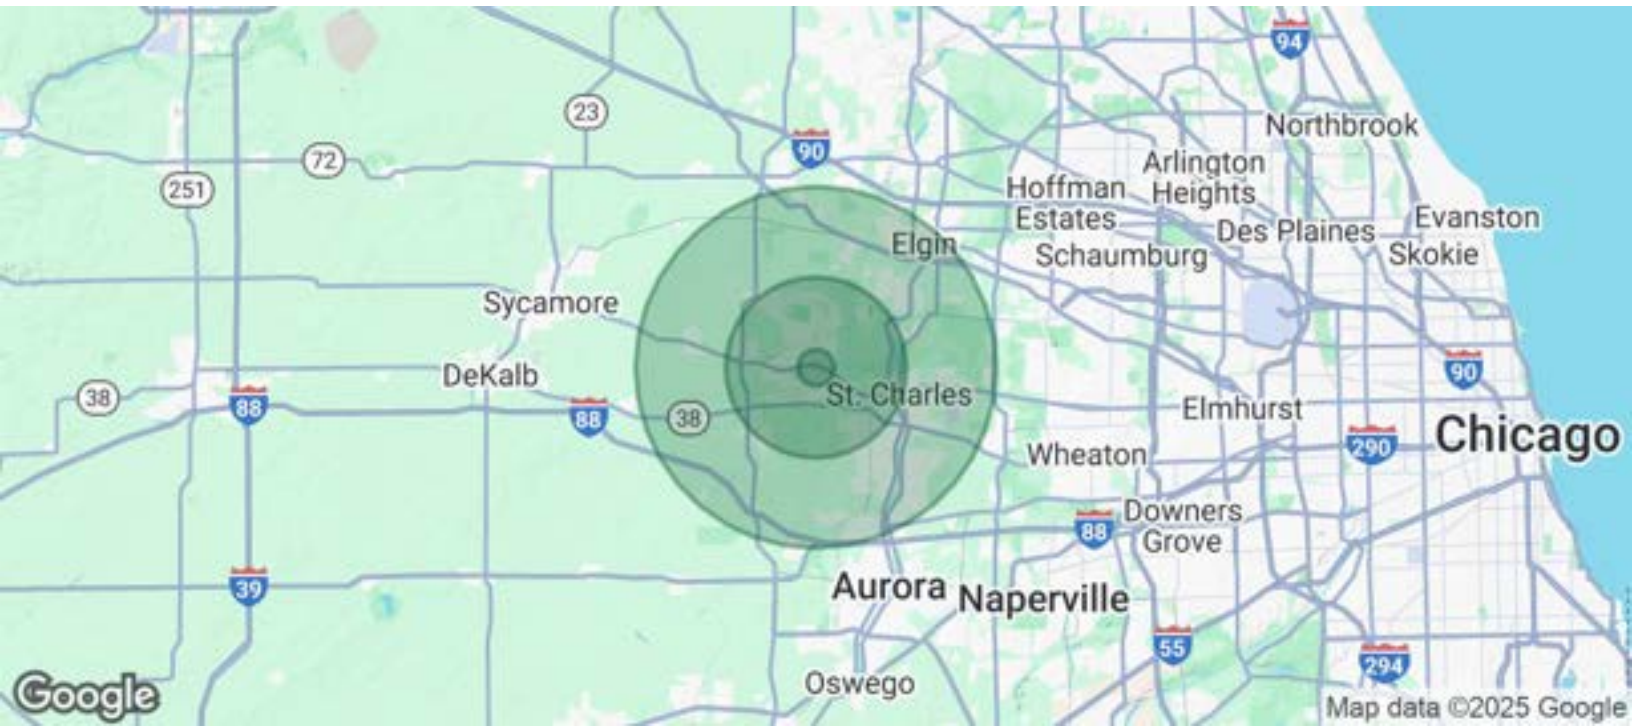 94
23
Northbrook
90
72
Arlington
Heights
251
Hoffman
Estates
Evanston
Elgin
Des Plaines
Schaumburg
Skokie
Sycamore
DeKalb
90
38
88
88
38
St. Charles
Elmhurst
290
Chicago
Wheaton
88
Downers
Grove
39
Aurora
Naperville
55
294
Oswego
Google
Map data ©2025 Google